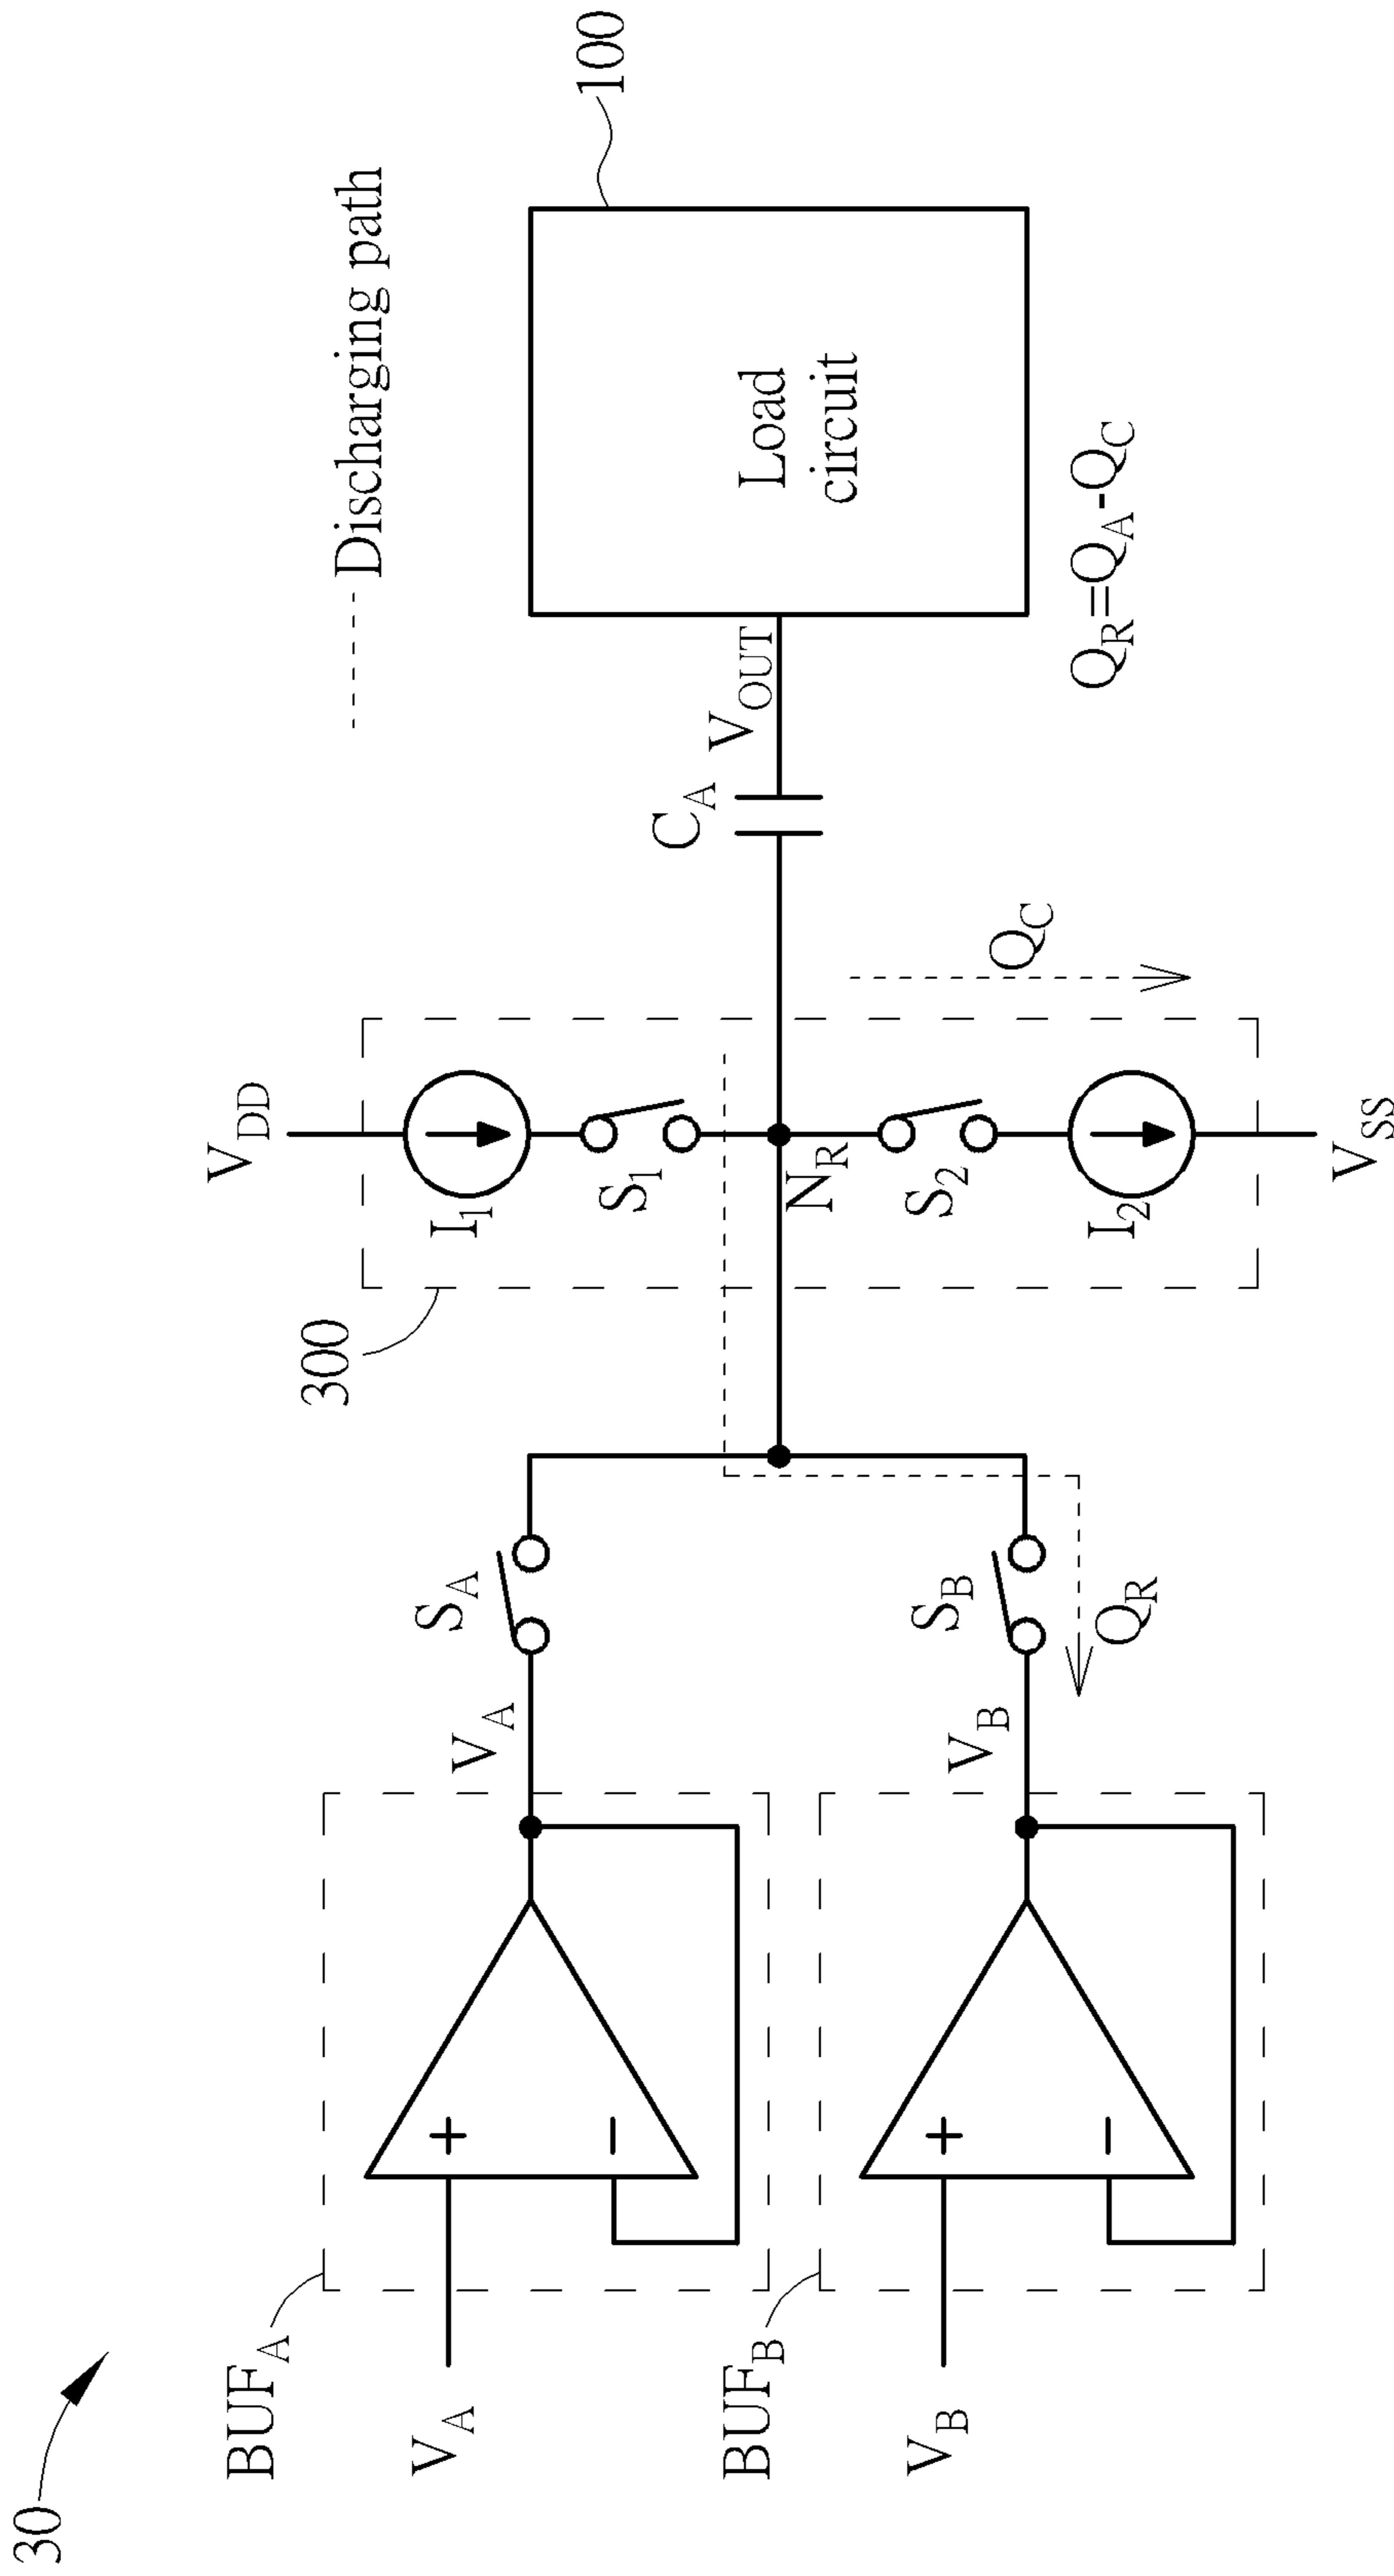 30
BUF_A
V_A
V_A
S_A
BUF_B
V_B
V_B
S_B
Q_R
300
V_DD
I_1
S_1
N_R
S_2
I_2
V_SS
Q_C
C_A
V_OUT
Discharging path
Load
circuit
100
Q_R=Q_A-Q_C